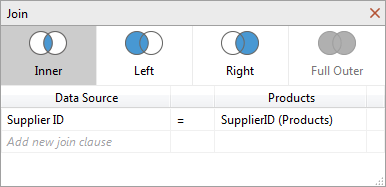 Join
Inner Left Right Full Outer
Data Source Products
Supplier ID = SupplierID (Products)
Add new join clause